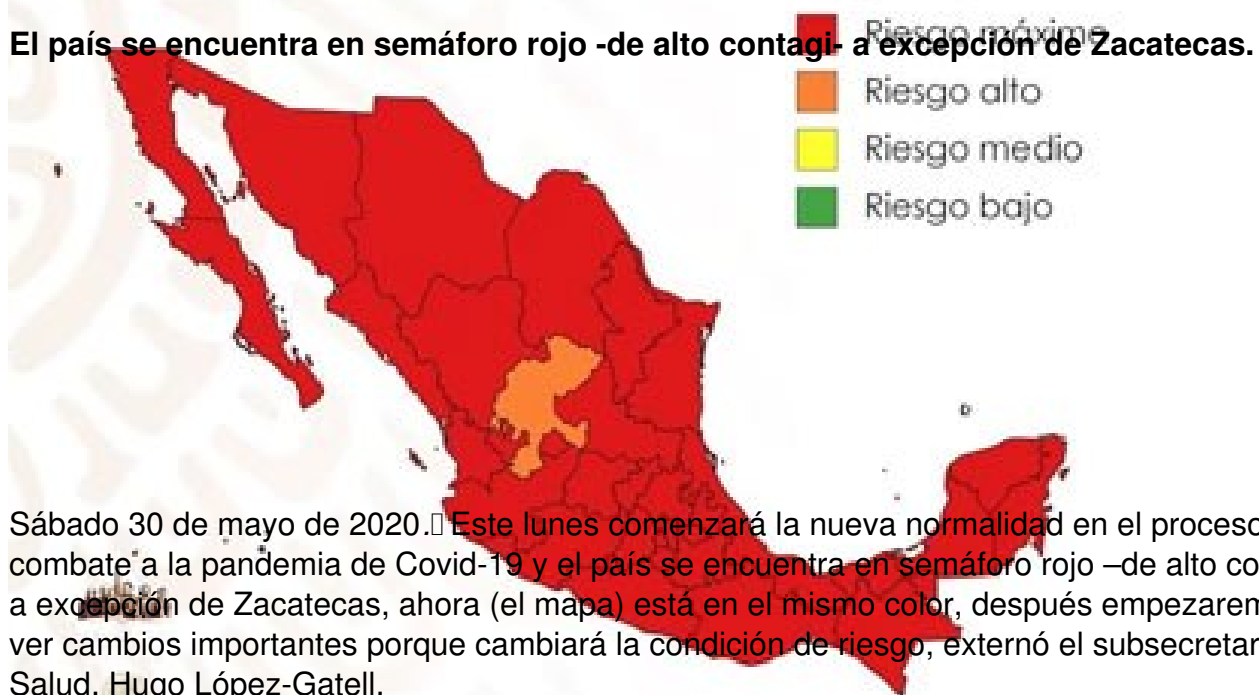 El país se encuentra en semáforo rojo -de alto contagi- a excepción de Zacatecas.
Riesgo máximo
Riesgo alto
Riesgo medio
Riesgo bajo
Sábado 30 de mayo de 2020. Este lunes comenzará la nueva normalidad en el proceso
combate a la pandemia de Covid-19 y el país se encuentra en semáforo rojo –de alto co
a excepción de Zacatecas, ahora (el mapa) está en el mismo color, después empezarem
ver cambios importantes porque cambiará la condición de riesgo, externó el subsecretar
Salud, Hugo López-Gatell.